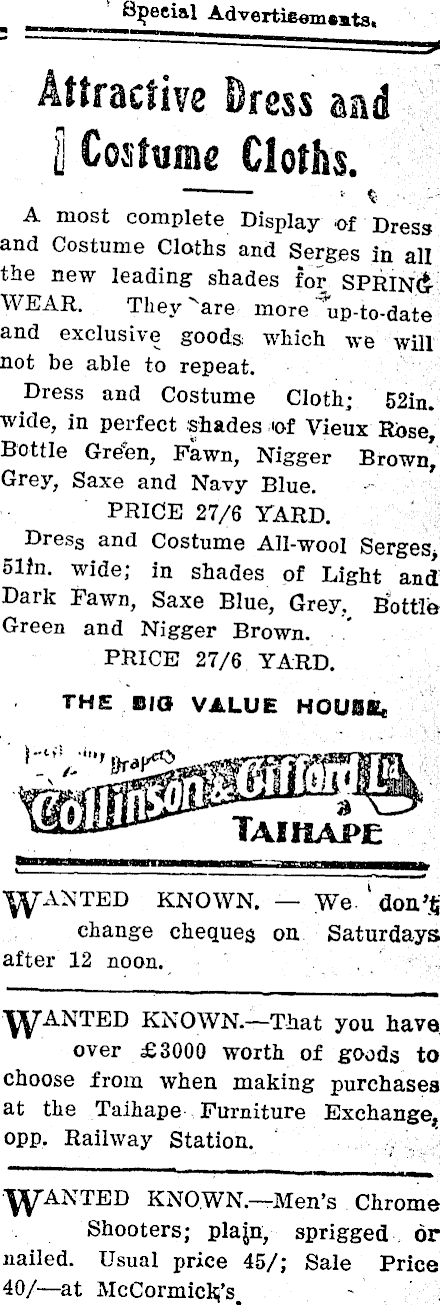 Special Advertisements.
Attractive Dress and
Costume Cloths.
A most complete Display of Dress
and Costume Cloths and Serges in all
the new leading shades for SPRING
WEAR. They are more up-to-date
and exclusive goods which we will
not be able to repeat.
Dress and Costume Cloth; 52in.
wide, in perfect shades of Vieux Rose,
Bottle Green, Fawn, Nigger Brown,
Grey, Saxe and Navy Blue.
PRICE 27/6 YARD.
Dress and Costume All-wool Serges,
51in. wide; in shades of Light and
Dark Fawn, Saxe Blue, Grey, Bottle
Green and Nigger Brown.
PRICE 27/6 YARD.
THE BIG VALUE HOUSE,
Drapers
Collinson & Gifford Ld
TAIHAPE
WANTED KNOWN. — We don't
change cheques on Saturdays
after 12 noon.
WANTED KNOWN.—That you have
over £3000 worth of goods to
choose from when making purchases
at the Taihape Furniture Exchange,
opp. Railway Station.
WANTED KNOWN.—Men's Chrome
Shooters; plain, sprigged or
nailed. Usual price 45/; Sale Price
40/—at McCormick's.